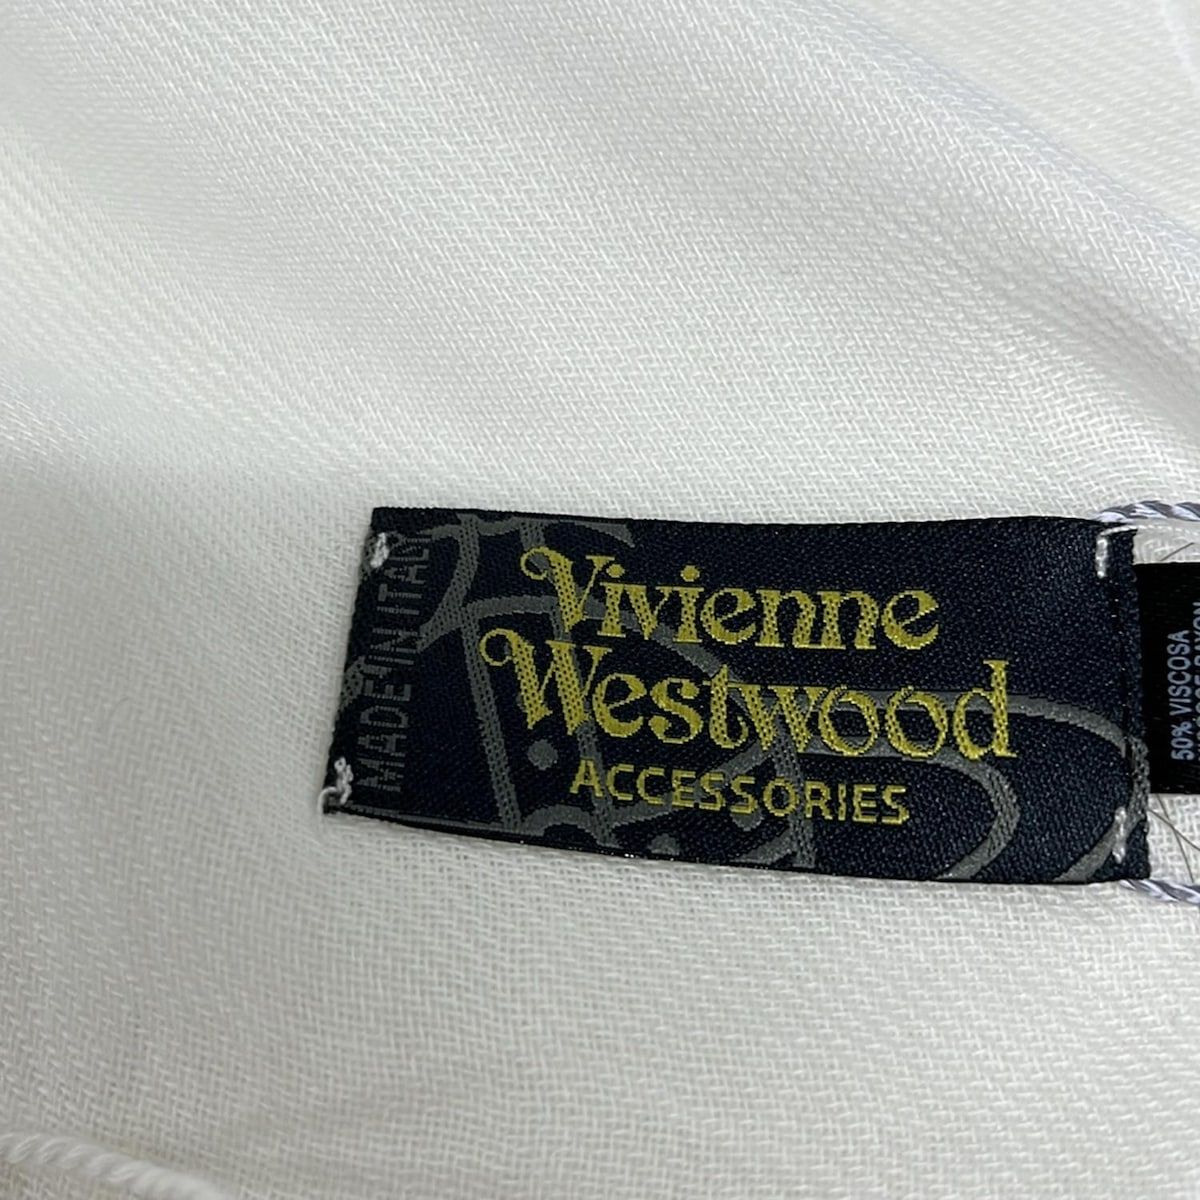 MADE IN ITALY
Vivienne
Westwood
ACCESSORIES
50% VISCOSA